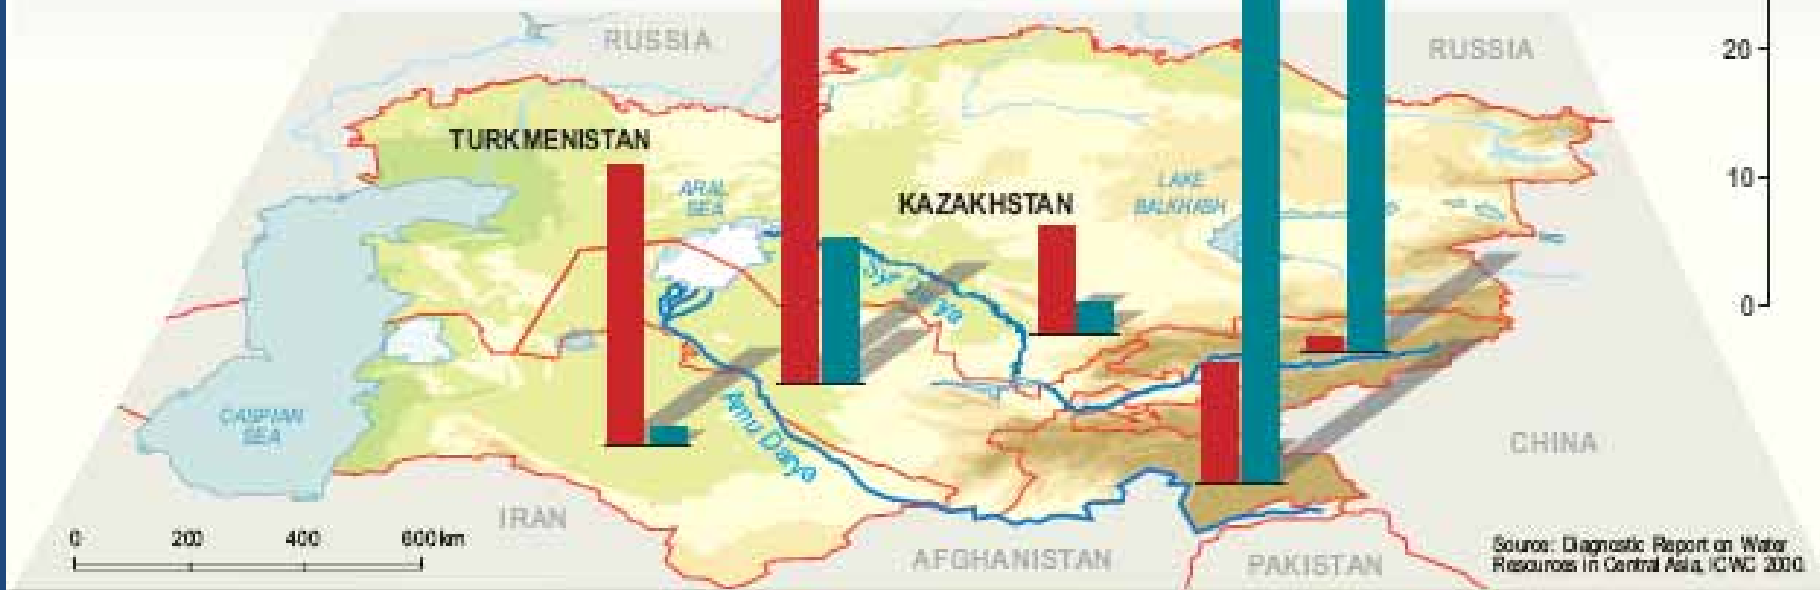 RUSSIA
RUSSIA
20
TURKMENISTAN
10
ARAL
SEA
KAZAKHSTAN
LAKE
BALKHASH
Syr Darya
0
CASPIAN
SEA
Amu Darya
CHINA
IRAN
0 200 400 600 km
AFGHANISTAN
PAKISTAN
Source: Diagnostic Report on Water
Resources in Central Asia, ICWC 2000.